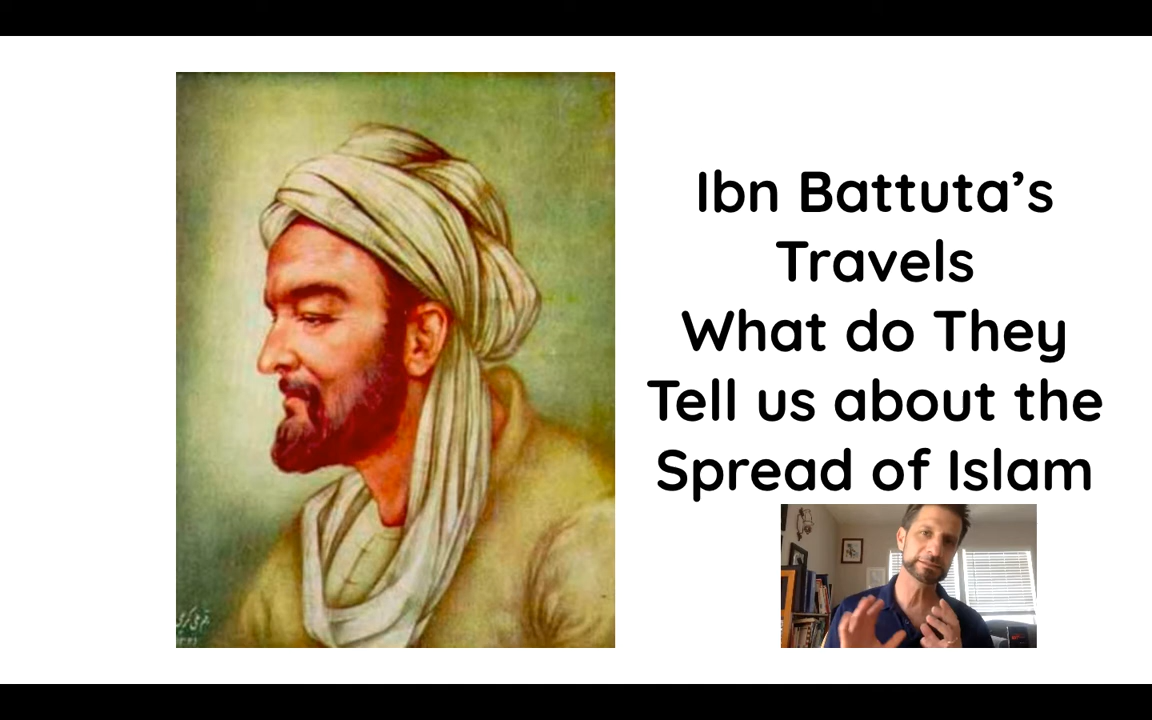 Ibn Battuta’s
Travels
What do They
Tell us about the
Spread of Islam